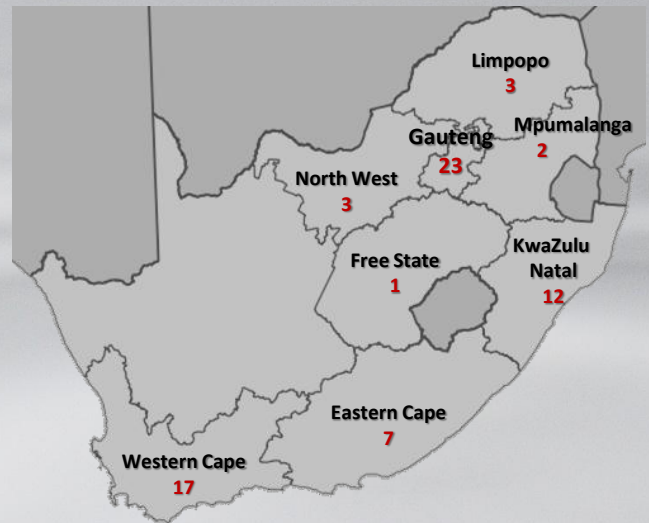 Limpopo
3
Mpumalanga
2
Gauteng
23
North West
3
KwaZulu
Natal
12
Free State
1
Eastern Cape
7
Western Cape
17